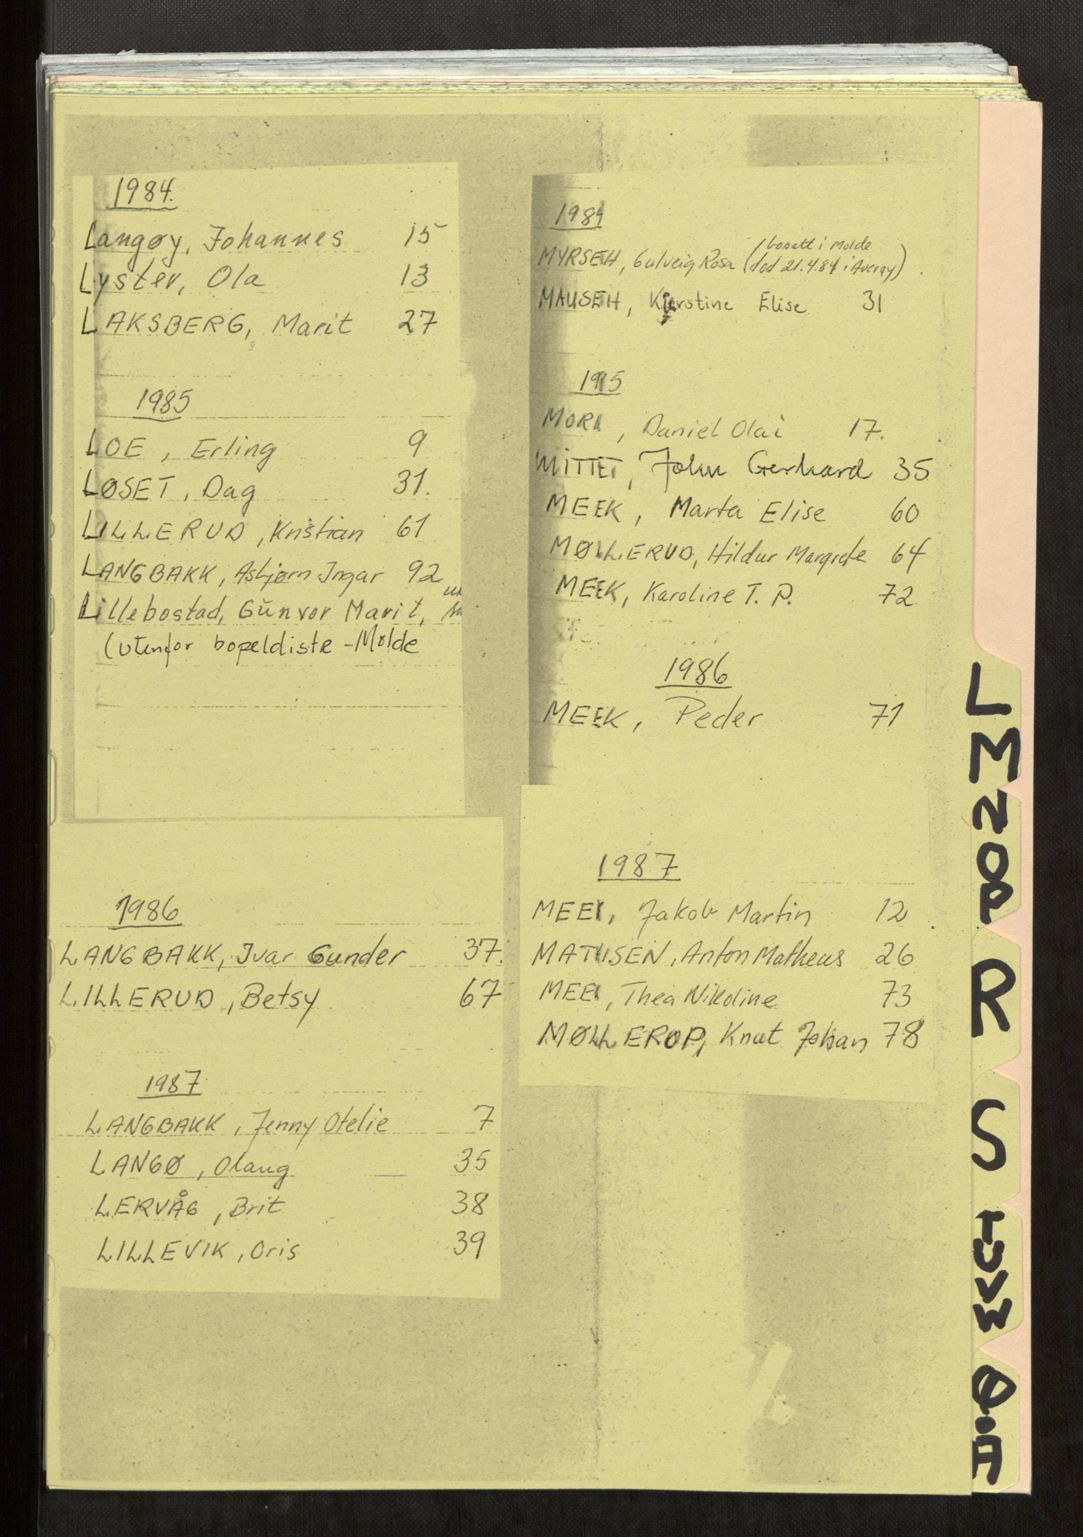 1984.
Langøy, Johannes 15
Lyster, Ola 13
LAKSBERG, Marit 27
1985
LOE, Erling 9
LØSET, Dag 31.
LILLERUD, Kristian 61
LANGBAKK, Asbjørn Ingar 92
Lillebostad, Gunvor Marit,
(utenfor bopeldistr - Molde
1986
LANGBAKK, Ivar Gunder 37.
LILLERUD, Betsy 67
1987
LANGBAKK, Jenny Otelie 7
LANGØ, Olaug 35
LERVÅG, Brit 38
LILLEVIK, Oris 39
1984
MYRSETH, Gulveig Rosa (bosatt i Molde
død 21.4.84 i Averøy)
MAUSETH, Kjerstine Elise 31
, Daniel Olai 17.
MITTET, John Gerhard 35
MEEK, Marta Elise 60
MØLLERUD, Hildur Margrete 64
MEEK, Karoline T. P. 72
1986
MEEK, Peder 71
1987
MEEK, Jakob Martin 12
MATHISEN, Anton Matheus 26
MEEK, Thea Nikoline 73
MØLLEROP, Knut Johan 78
L
M
N
O
P
R
S
T
U
V
W
Ø
Å